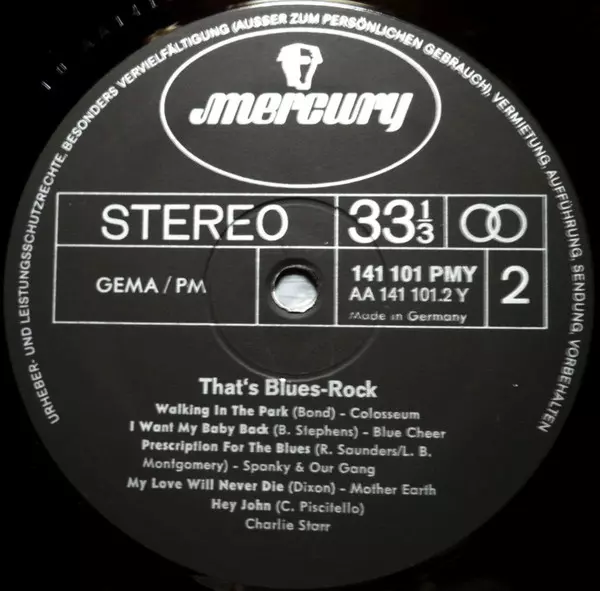 URHEBER- UND LEISTUNGSSCHUTZRECHTE, BESONDERS VERVIELFÄLTIGUNG (AUSSER ZUM PERSÖNLICHEN GEBRAUCH), VERMIETUNG, AUFFÜHRUNG, SENDUNG, VORBEHALTEN
mercury
STEREO
33 1/3
GEMA / PM
141 101 PMY
AA 141 101.2 Y
Made in Germany
2
That's Blues-Rock
Walking In The Park (Bond) - Colosseum
I Want My Baby Back (B. Stephens) - Blue Cheer
Prescription For The Blues (R. Saunders/L. B.
Montgomery) - Spanky & Our Gang
My Love Will Never Die (Dixon) - Mother Earth
Hey John (C. Piscitello)
Charlie Starr